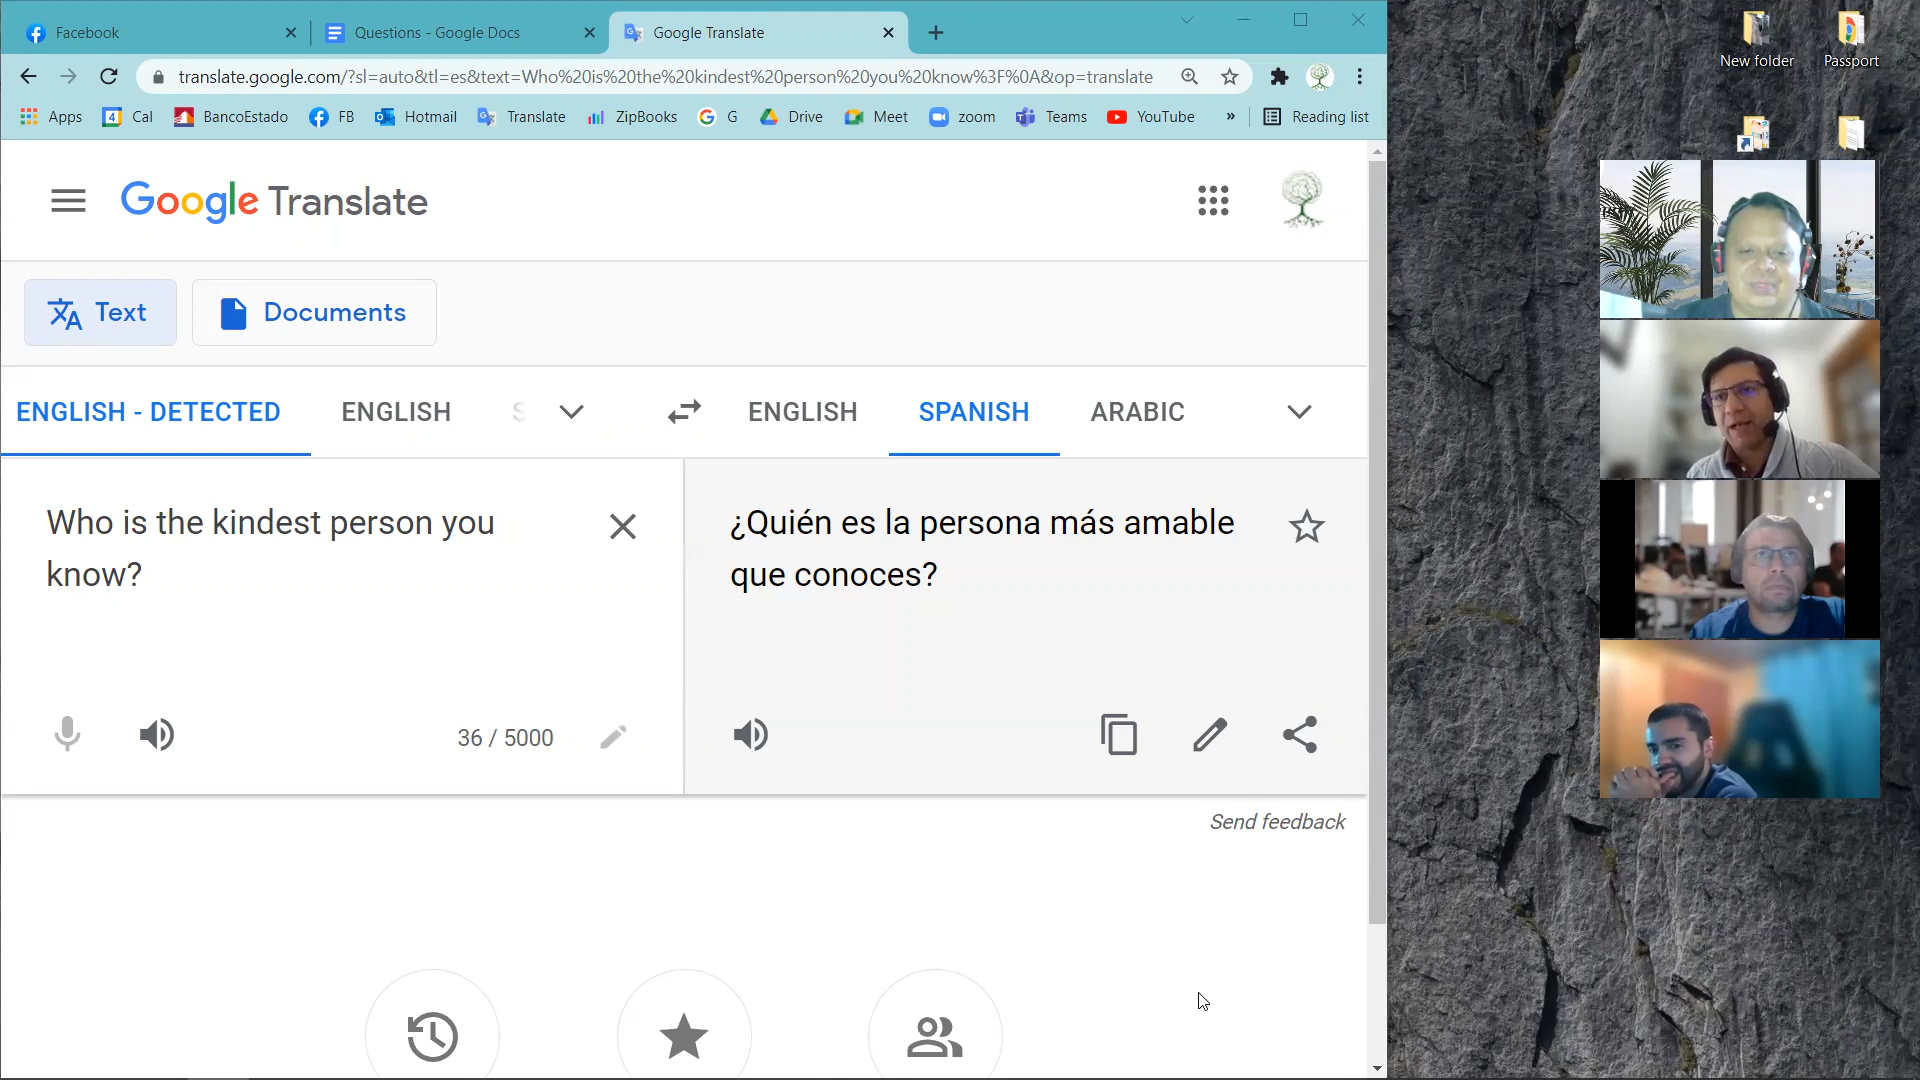 Facebook
Questions - Google Docs
Google Translate
translate.google.com/?sl=auto&tl=es&text=Who%20is%20the%20kindest%20person%20you%20know%3F%0A&op=translate
Apps
4
Cal
BancoEstado
FB
Hotmail
Translate
ZipBooks
G
Drive
Meet
zoom
Teams
YouTube
»
Reading list
New folder
Passport
Google Translate
Text
Documents
ENGLISH - DETECTED
ENGLISH
S
ENGLISH
SPANISH
ARABIC
Who is the kindest person you
know?
¿Quién es la persona más amable
que conoces?
36 / 5000
Send feedback